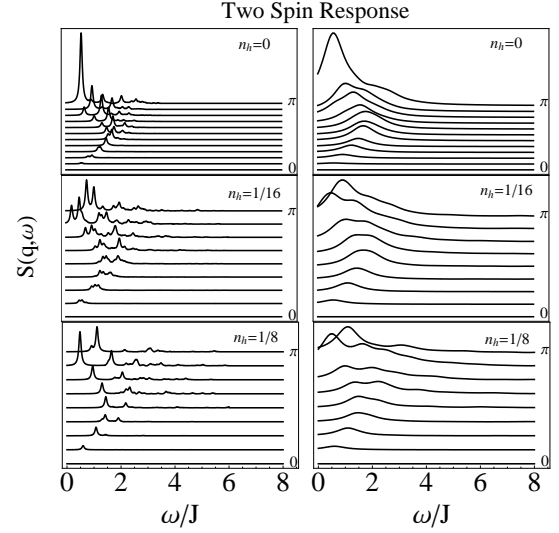 Two Spin Response
n_h=0
π
0
n_h=0
π
0
S(q,ω)
n_h=1/16
π
0
n_h=1/16
π
0
n_h=1/8
π
0
n_h=1/8
π
0
0 2 4 6 8
0 2 4 6 8
ω/J
ω/J